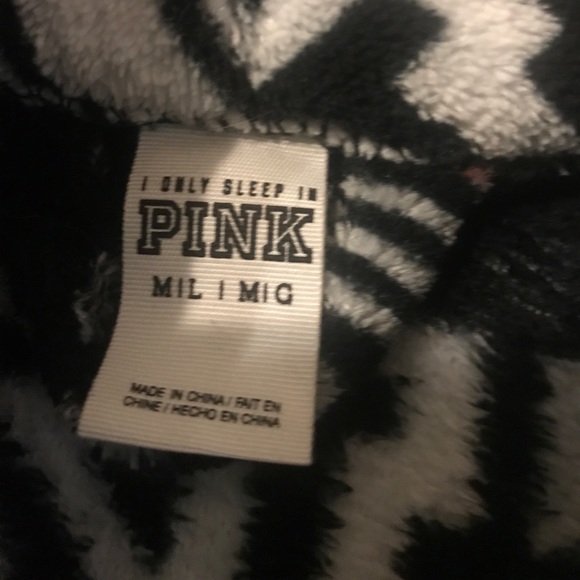 I ONLY SLEEP IN
PINK
M/L | M/G
MADE IN CHINA / FAIT EN
CHINE / HECHO EN CHINA